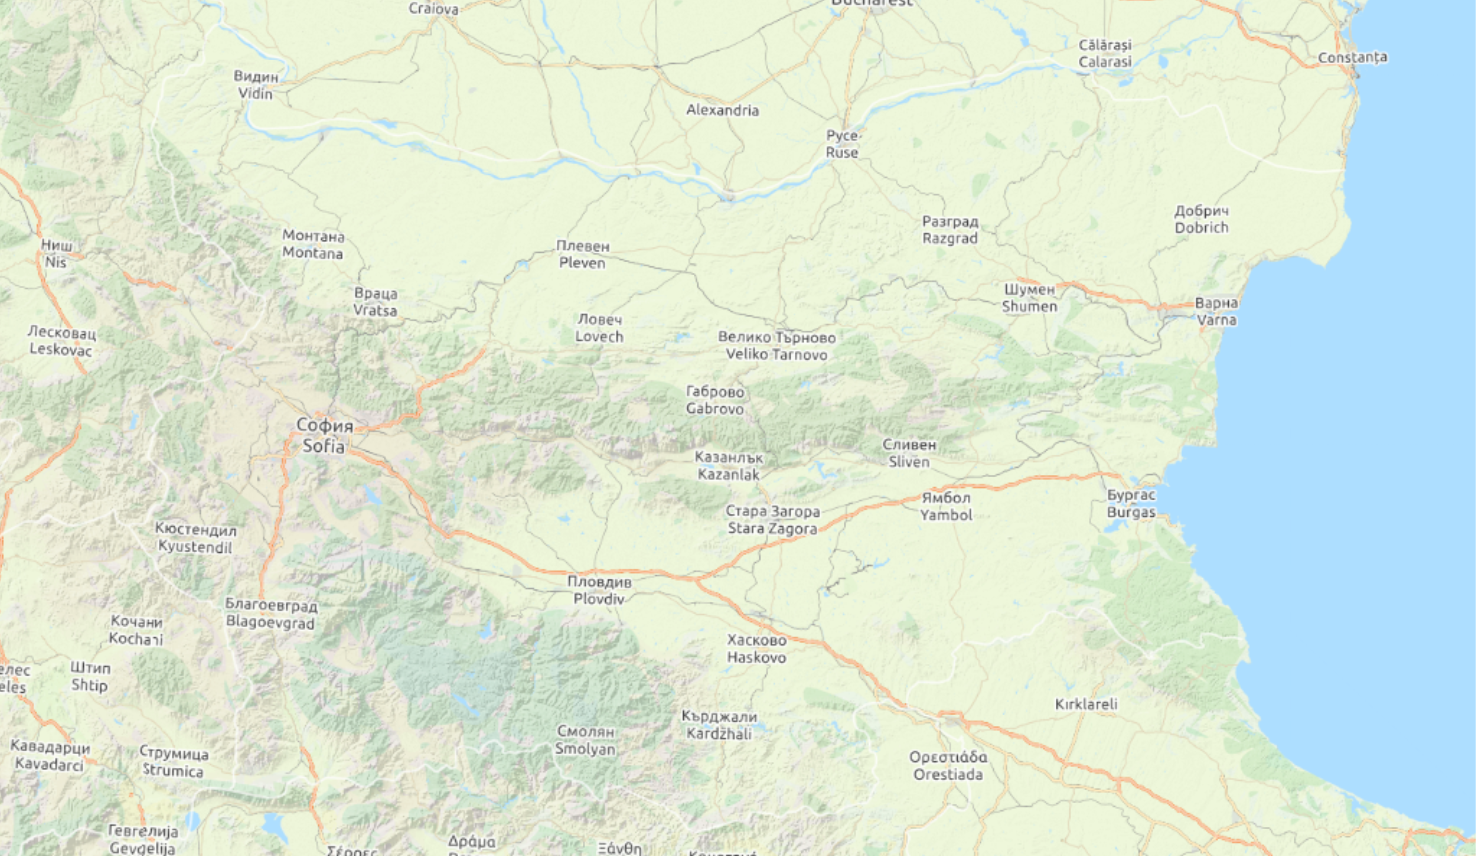 Craiova
Bucharest
Călărași
Calarasi
Constanța
Видин
Vidin
Alexandria
Русе
Ruse
Разград
Razgrad
Добрич
Dobrich
Монтана
Montana
Ниш
Nis
Плевен
Pleven
Враца
Vratsa
Шумен
Shumen
Варна
Varna
Лесковац
Leskovac
Ловеч
Lovech
Велико Търново
Veliko Tarnovo
Габрово
Gabrovo
София
Sofia
Казанлък
Kazanlak
Сливен
Sliven
Стара Загора
Stara Zagora
Ямбол
Yambol
Бургас
Burgas
Кюстендил
Kyustendil
Пловдив
Plovdiv
Благоевград
Blagoevgrad
Кочани
Kochani
Хасково
Haskovo
елес
eles
Штип
Shtip
Kırklareli
Кърджали
Kardzhali
Смолян
Smolyan
Кавадарци
Kavadarci
Струмица
Strumica
Ορεστιάδα
Orestiada
Гевгелија
Gevgelija
Σέρρες
Δράμα
Ξάνθη